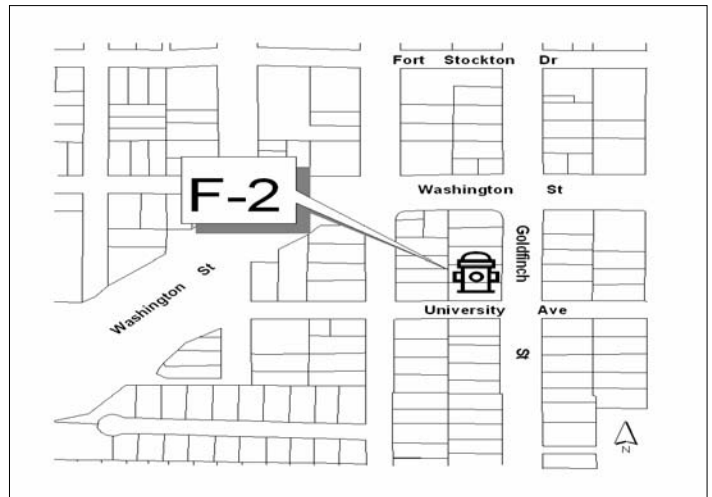 Fort Stockton Dr
F-2
Washington St
Goldfinch St
Washington St
University Ave
N